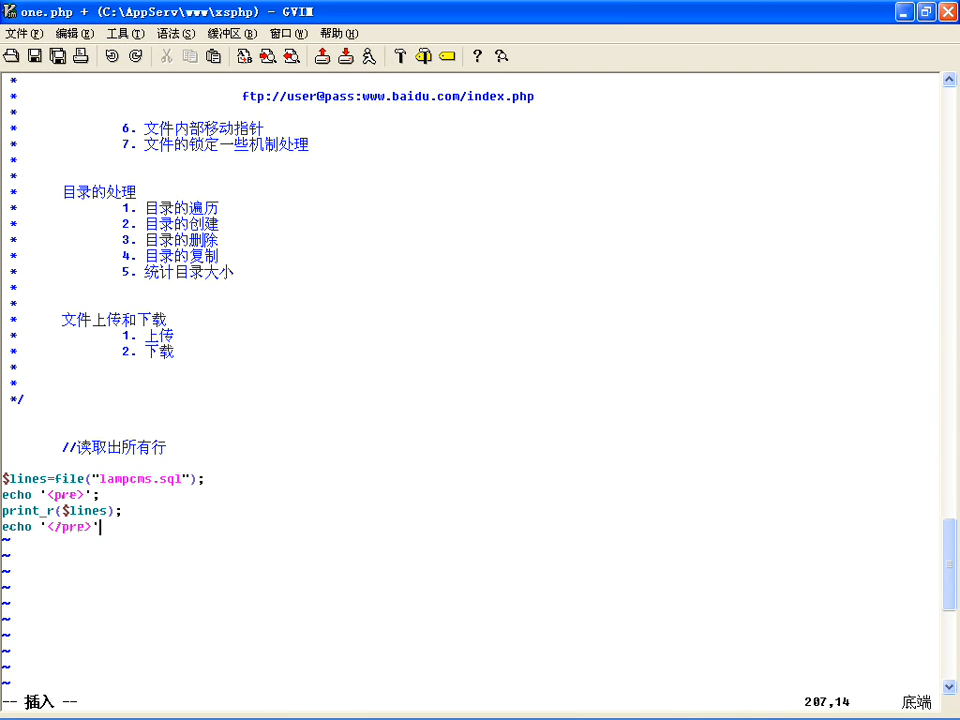 one.php + (C:\AppServ\www\xsphp) - GVIM
文件(F) 编辑(E) 工具(T) 语法(S) 缓冲区(B) 窗口(W) 帮助(H)
*
* ftp://user@pass:www.baidu.com/index.php
*
* 6. 文件内部移动指针
* 7. 文件的锁定一些机制处理
*
*
* 目录的处理
* 1. 目录的遍历
* 2. 目录的创建
* 3. 目录的删除
* 4. 目录的复制
* 5. 统计目录大小
*
*
* 文件上传和下载
* 1. 上传
* 2. 下载
*
*
*/
//读取出所有行
$lines=file("lampcms.sql");
echo '<pre>';
print_r($lines);
echo '</pre>'
~
~
~
~
~
~
~
~
~
~
-- 插入 -- 207,14 底端